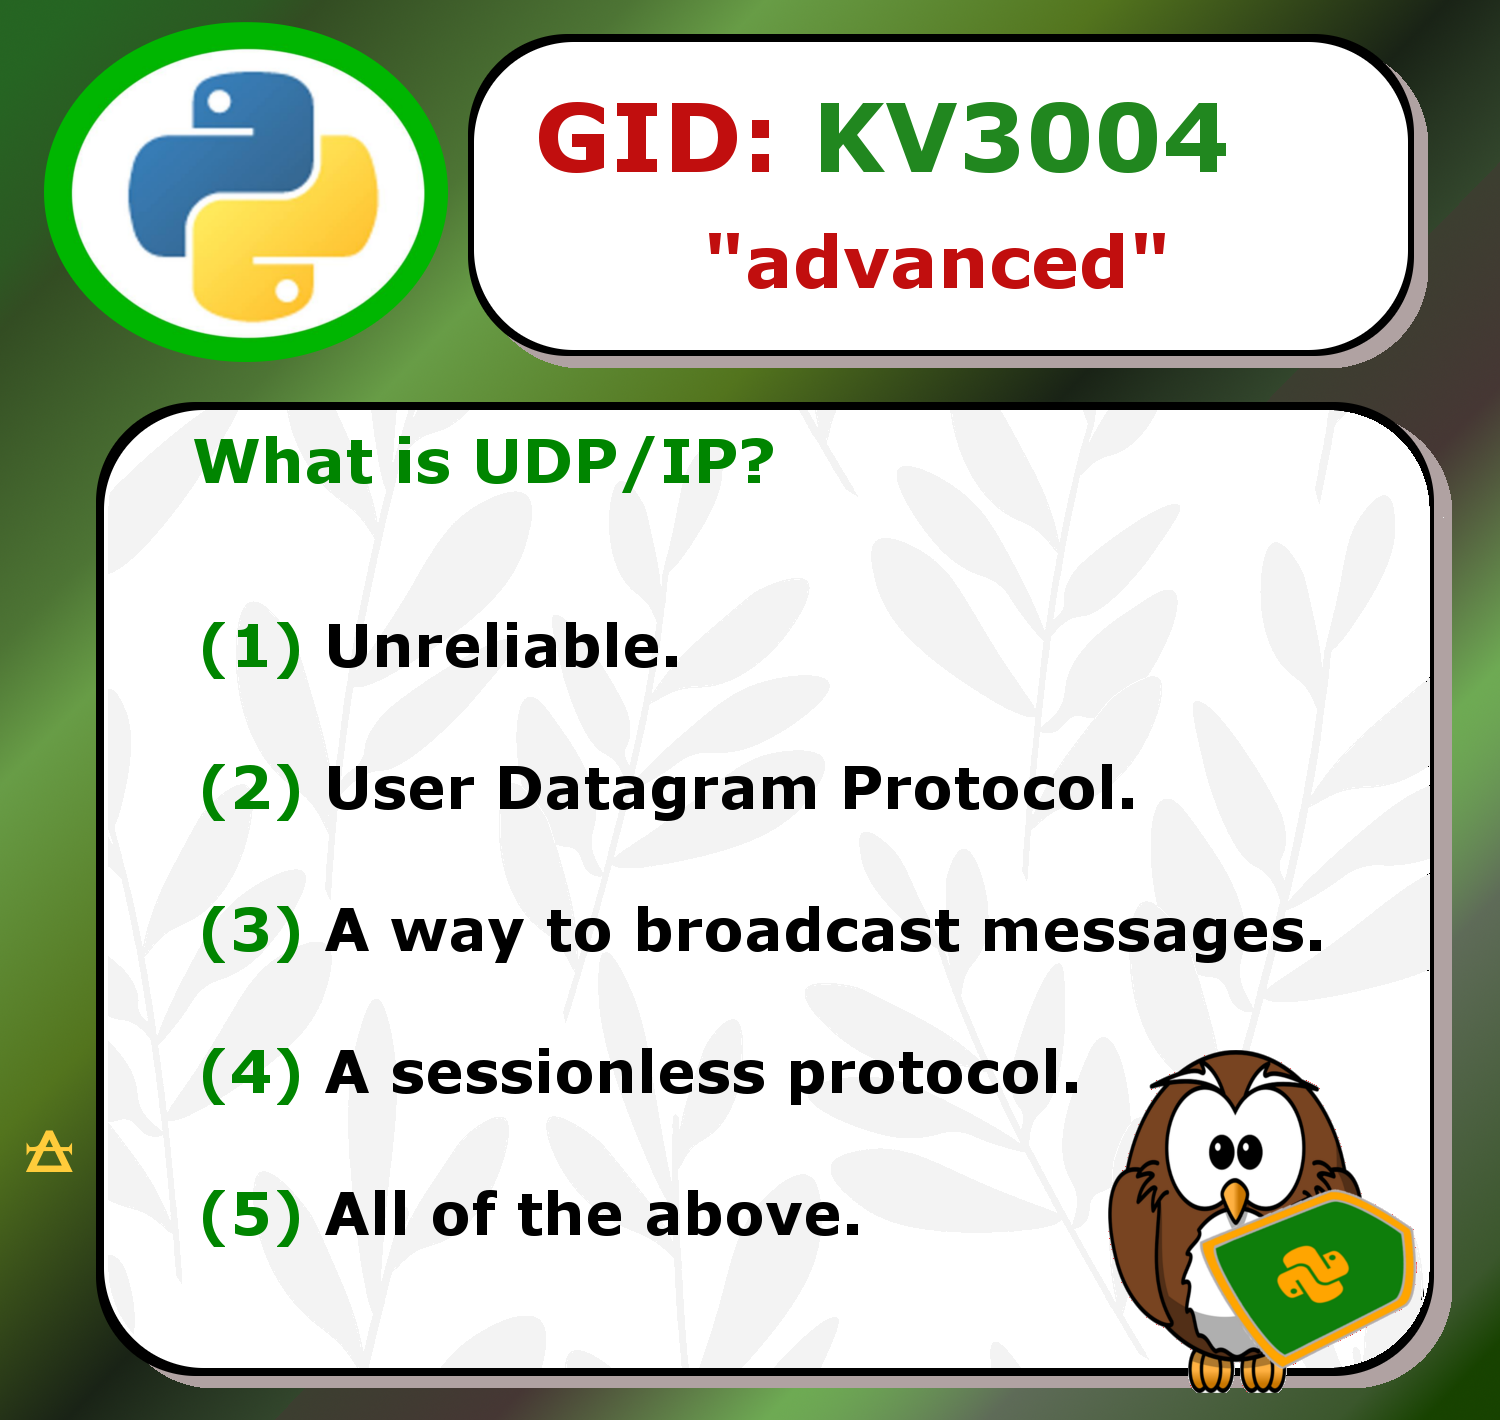 GID: KV3004
"advanced"
What is UDP/IP?
(1) Unreliable.
(2) User Datagram Protocol.
(3) A way to broadcast messages.
(4) A sessionless protocol.
(5) All of the above.